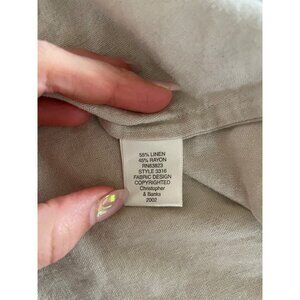 55% LINEN
45% RAYON
RN83823
STYLE 3316
FABRIC DESIGN
COPYRIGHTED
Christopher
& Banks
2002